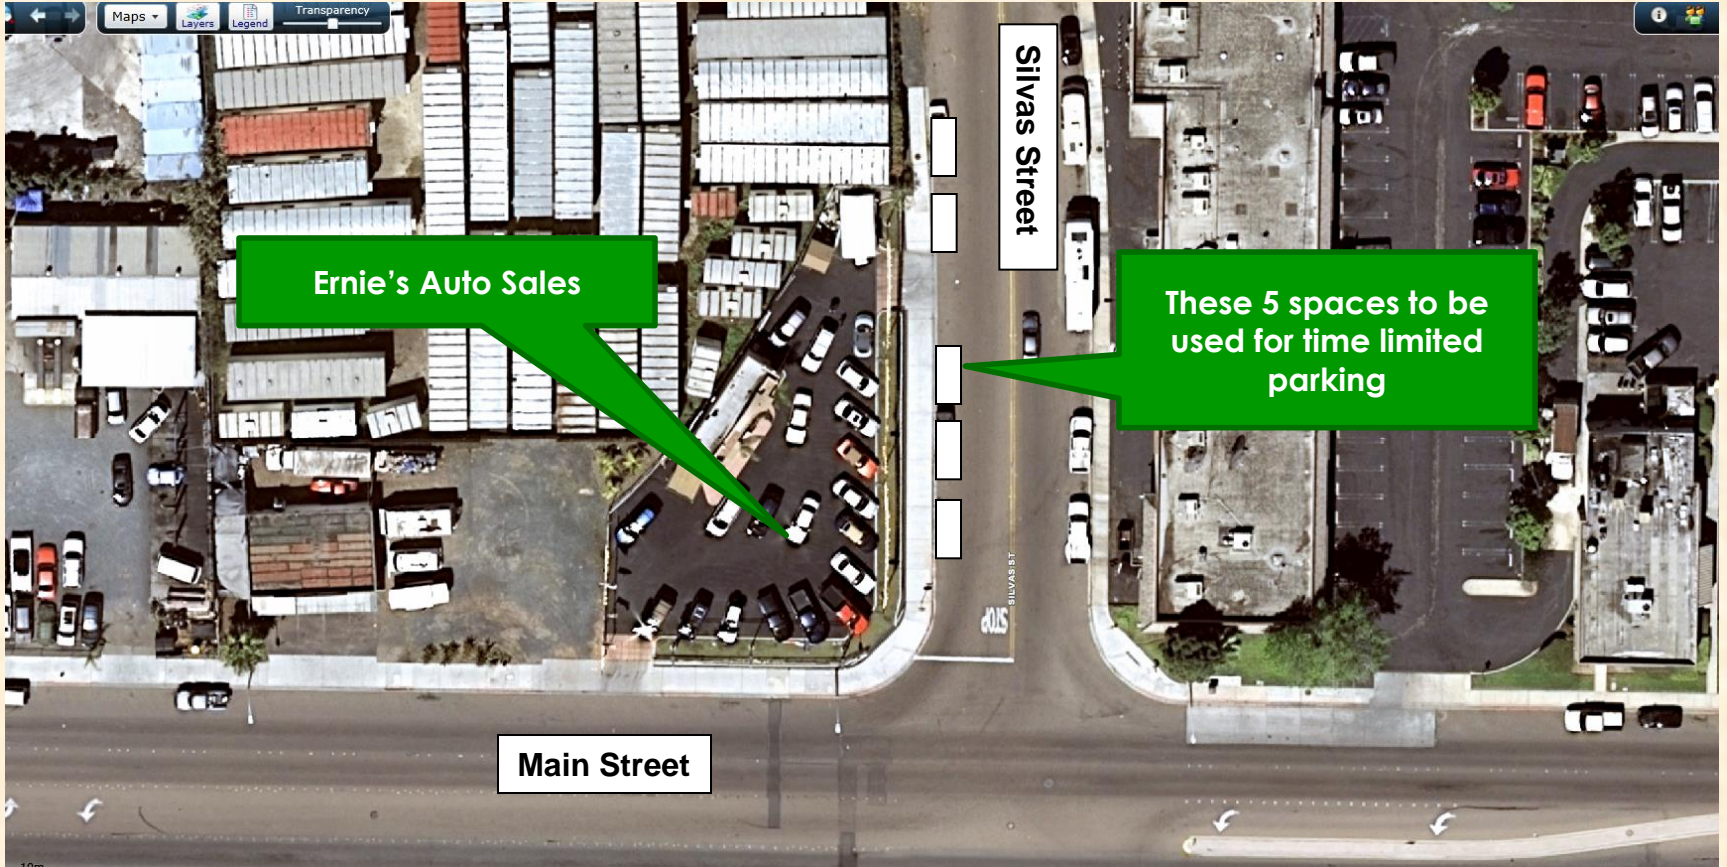 Maps
Layers
Legend
Transparency
Silvas Street
Ernie's Auto Sales
These 5 spaces to be
used for time limited
parking
SILVAS ST
STOP
Main Street
10m